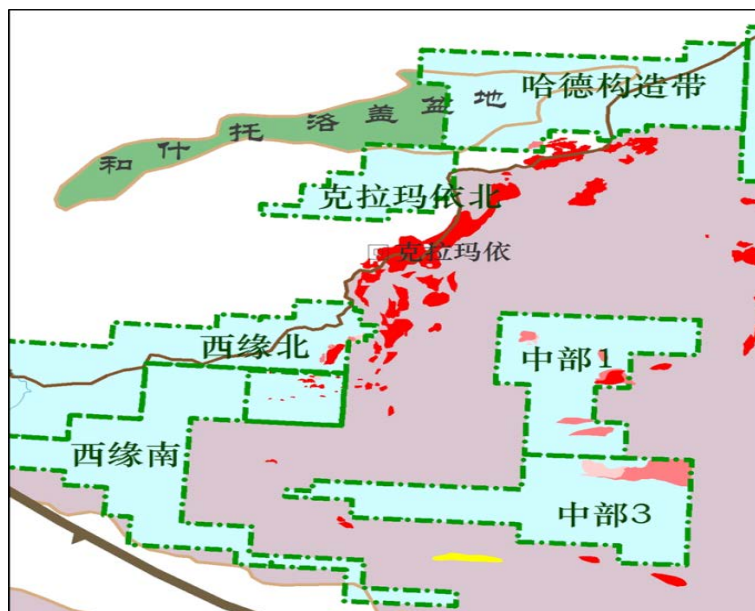 哈德构造带
和什托洛盖盆地
克拉玛依北
克拉玛依
西缘北
中部1
西缘南
中部3